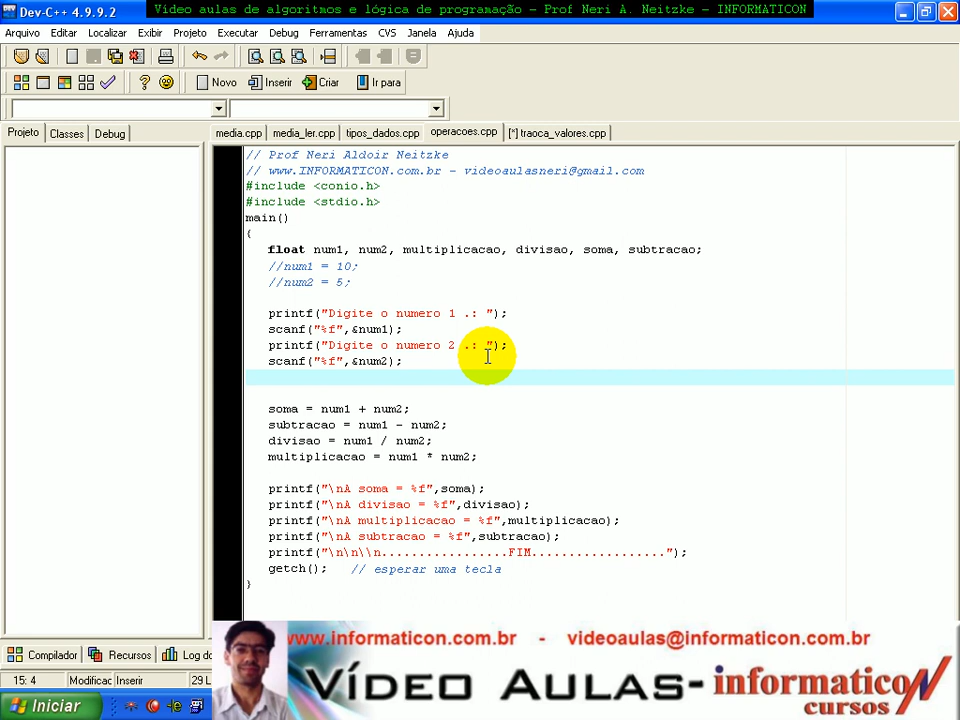 Dev-C++ 4.9.9.2
Vídeo aulas de algoritmos e lógica de programação - Prof Neri A. Neitzke - INFORMATICON
Arquivo Editar Localizar Exibir Projeto Executar Debug Ferramentas CVS Janela Ajuda
Novo Inserir Criar Ir para
Projeto Classes Debug
media.cpp media_ler.cpp tipos_dados.cpp operacoes.cpp [*] traoca_valores.cpp
// Prof Neri Aldoir Neitzke
// www.INFORMATICON.com.br - videoaulasneri@gmail.com
#include <conio.h>
#include <stdio.h>
main()
{
float num1, num2, multiplicacao, divisao, soma, subtracao;
//num1 = 10;
//num2 = 5;
printf("Digite o numero 1 .: ");
scanf("%f",&num1);
printf("Digite o numero 2 .: ");
scanf("%f",&num2);
soma = num1 + num2;
subtracao = num1 - num2;
divisao = num1 / num2;
multiplicacao = num1 * num2;
printf("\nA soma = %f",soma);
printf("\nA divisao = %f",divisao);
printf("\nA multiplicacao = %f",multiplicacao);
printf("\nA subtracao = %f",subtracao);
printf("\n\n\\n.................FIM..................");
getch(); // esperar uma tecla
}
Compilador Recursos Log do
15: 4 Modificac Inserir 29 L
www.informaticon.com.br - videoaulas@informaticon.com.br
Vídeo Aulas- informaticon
cursos
Iniciar